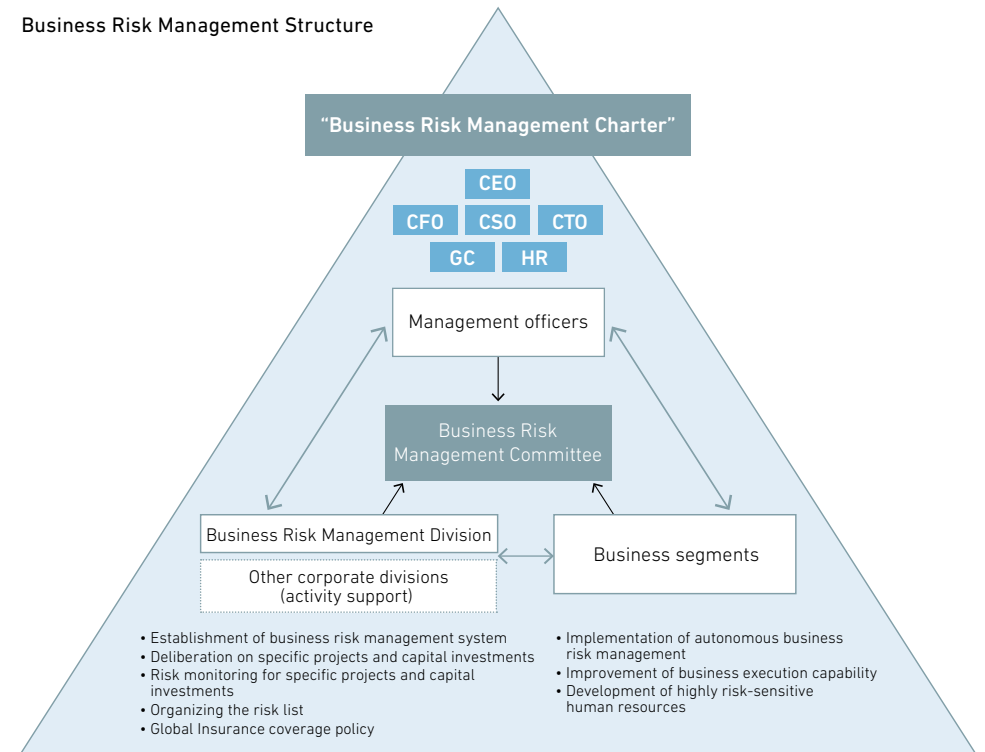 Business Risk Management Structure
“Business Risk Management Charter”
CEO
CFO CSO CTO
GC HR
Management officers
Business Risk
Management Committee
Business Risk Management Division
Other corporate divisions
(activity support)
Business segments
• Establishment of business risk management system
• Deliberation on specific projects and capital investments
• Risk monitoring for specific projects and capital
investments
• Organizing the risk list
• Global Insurance coverage policy
• Implementation of autonomous business
risk management
• Improvement of business execution capability
• Development of highly risk-sensitive
human resources